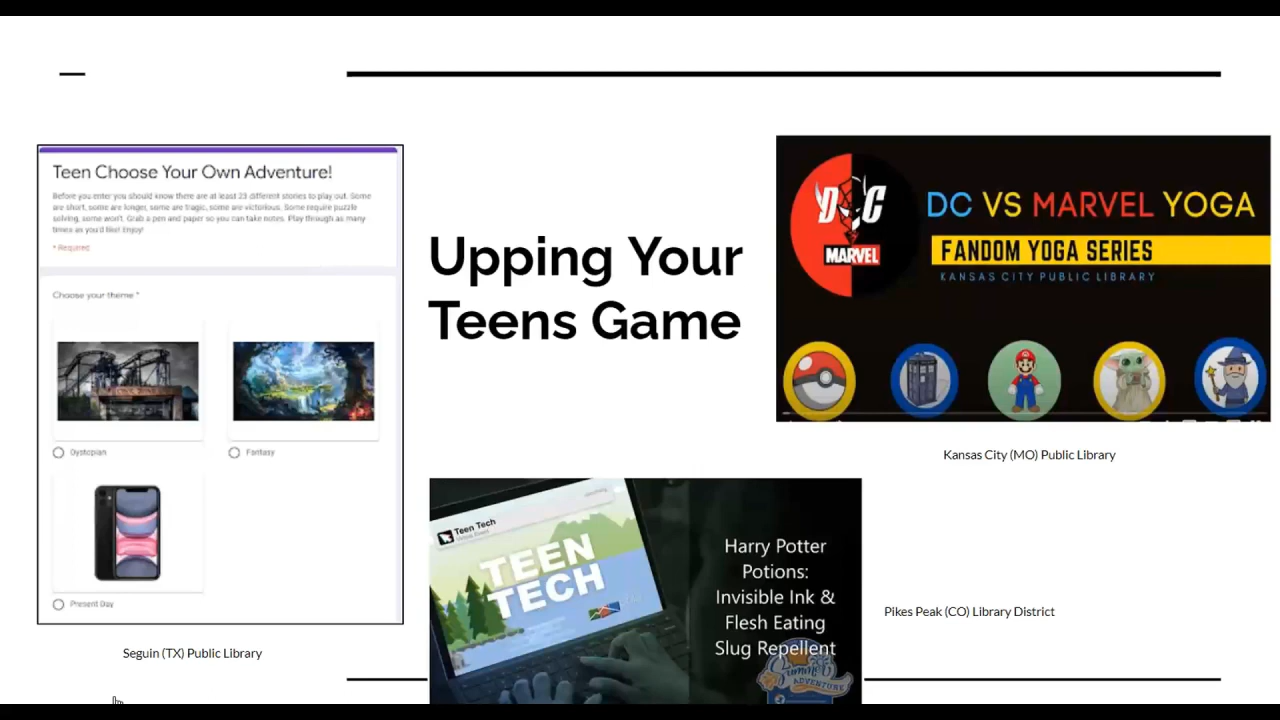 Teen Choose Your Own Adventure!
Before you enter you should know there are at least 23 different stories to play out. Some
are short, some are longer, some are tragic, some are victorious. Some require puzzle
solving, some won't. Grab a pen and paper so you can take notes. Play through as many
times as you'd like! Enjoy!
* Required
Choose your theme *
Dystopian
Fantasy
Present Day
Seguin (TX) Public Library
Upping Your
Teens Game
DC
MARVEL
DC VS MARVEL YOGA
FANDOM YOGA SERIES
KANSAS CITY PUBLIC LIBRARY
Kansas City (MO) Public Library
Teen Tech
TEEN
TECH
Harry Potter
Potions:
Invisible Ink &
Flesh Eating
Slug Repellent
Summer
ADVENTURE
Pikes Peak (CO) Library District